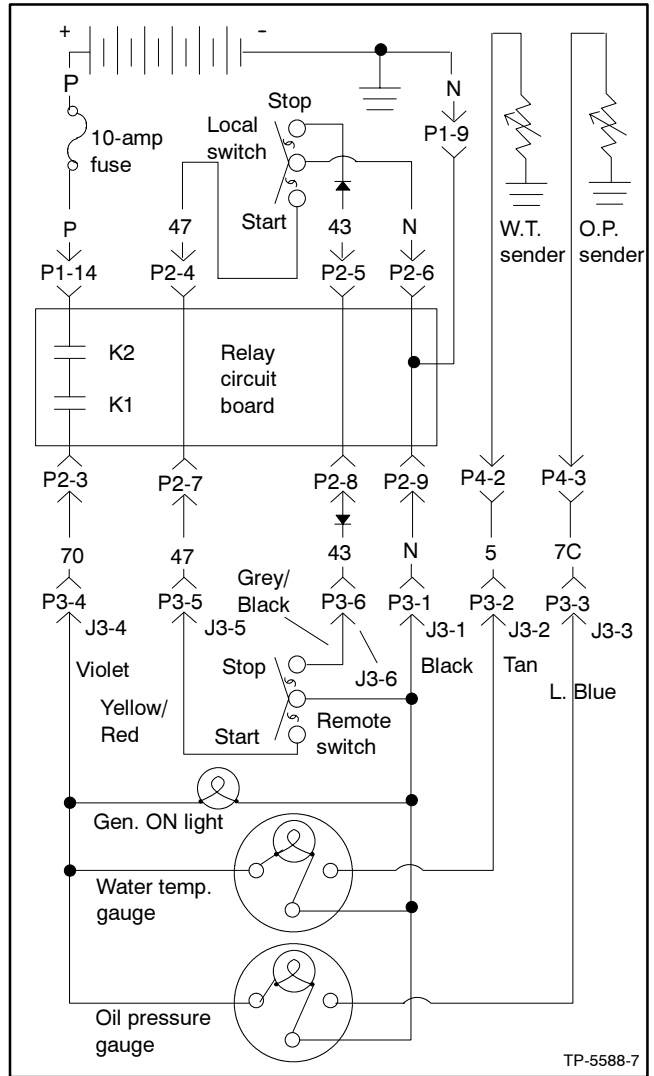 +
-
P
10-amp
fuse
Local
switch
Stop
Start
N
P1-9
W.T.
sender
O.P.
sender
P
47
43
N
P1-14
P2-4
P2-5
P2-6
K2
K1
Relay
circuit
board
P2-3
P2-7
P2-8
P2-9
P4-2
P4-3
70
47
43
N
5
7C
Grey/
Black
P3-4
P3-5
P3-6
P3-1
P3-2
P3-3
J3-4
J3-5
J3-6
J3-1
J3-2
J3-3
Violet
Yellow/
Red
Stop
Start
Remote
switch
Black
Tan
L. Blue
Gen. ON light
Water temp.
gauge
Oil pressure
gauge
TP-5588-7